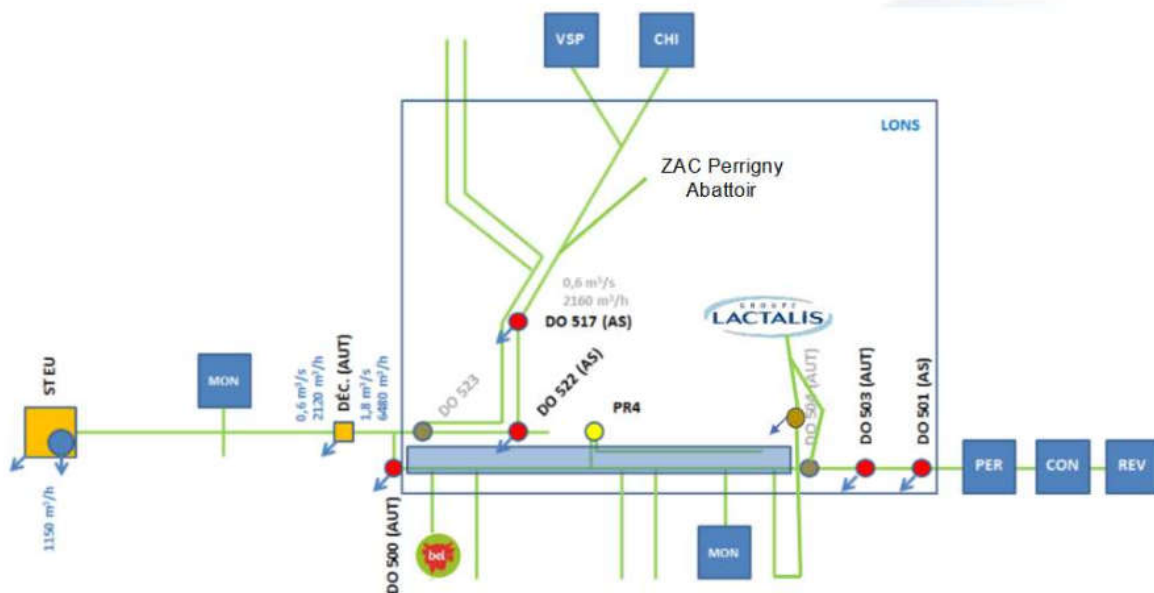 VSP
CHI
LONS
ZAC Perrigny
Abattoir
0,6 m³/s
2160 m³/h
DO 517 (AS)
GROUPE
LACTALIS
ST EU
MON
0,6 m³/s
2120 m³/h
DÉC. (AUT)
1,8 m³/s
6480 m³/h
DO 523
DO 522 (AS)
PR4
DO 504 (AUT)
DO 503 (AUT)
DO 501 (AS)
PER
CON
REV
1150 m³/h
DO 500 (AUT)
bel
MON